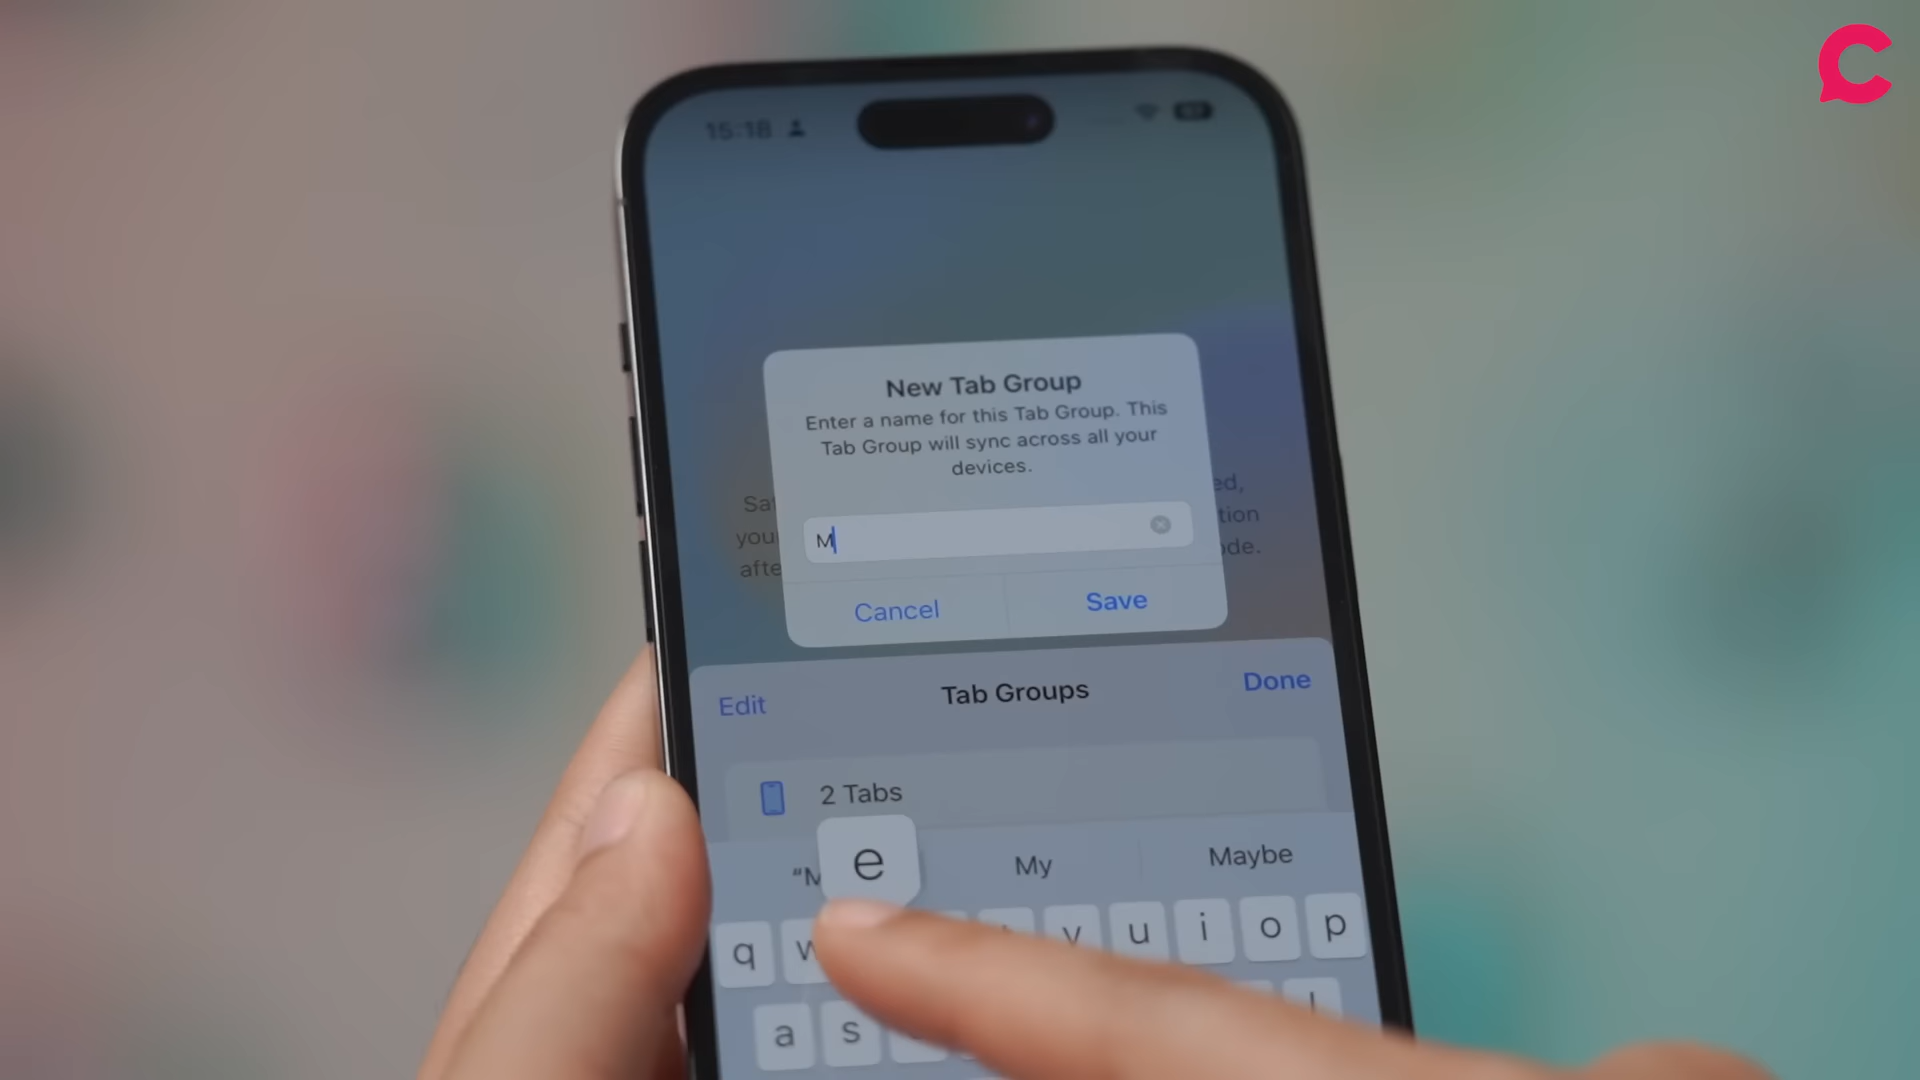 15:18
New Tab Group
Enter a name for this Tab Group. This
Tab Group will sync across all your
devices.
M
Cancel
Save
Edit
Tab Groups
Done
2 Tabs
e
My
Maybe
q
u
i
o
p
a
s